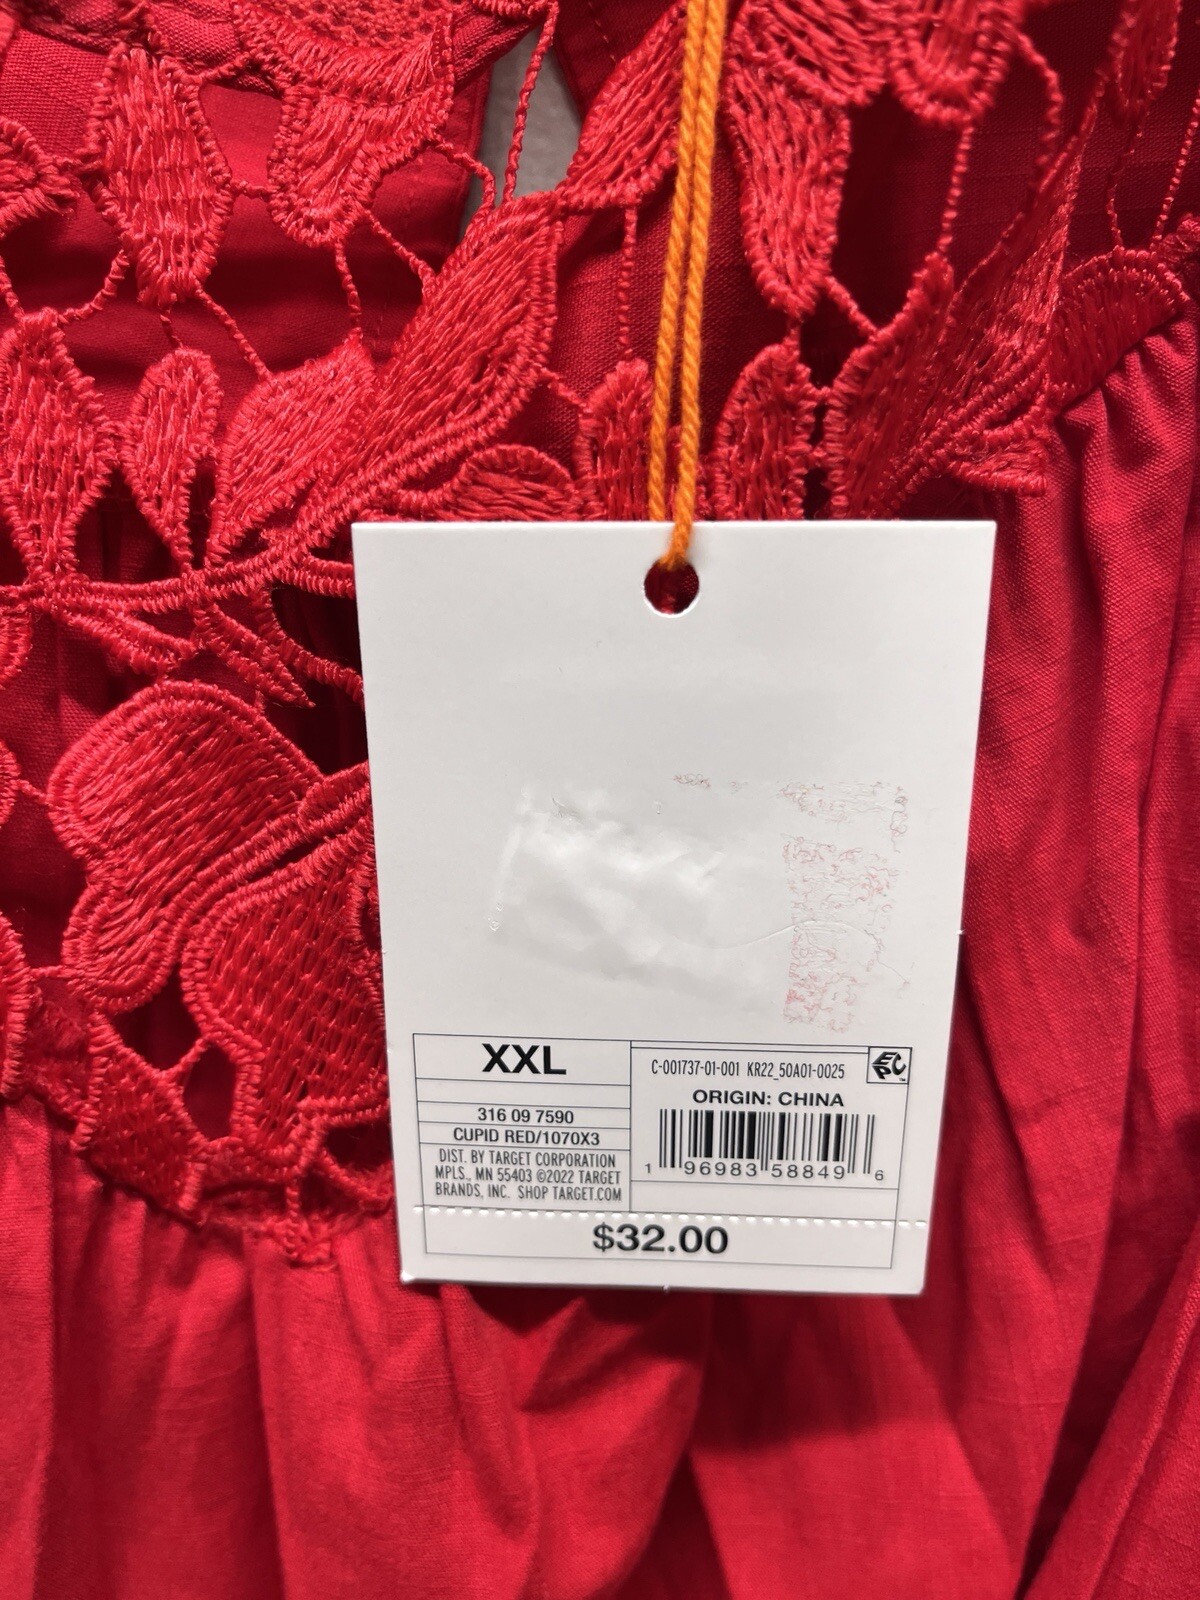 XXL
316 09 7590
CUPID RED/1070X3
DIST. BY TARGET CORPORATION
MPLS., MN 55403 ©2022 TARGET
BRANDS, INC. SHOP TARGET.COM
C-001737-01-001 KR22_50A01-0025
EPC™
ORIGIN: CHINA
1 96983 58849 6
$32.00